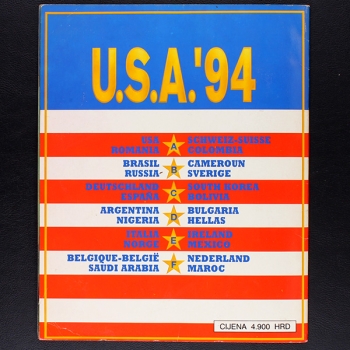 U.S.A.'94
USA A SCHWEIZ-SUISSE
ROMANIA COLOMBIA
BRASIL B CAMEROUN
RUSSIA- SVERIGE
DEUTSCHLAND C SOUTH KOREA
ESPAÑA BOLIVIA
ARGENTINA D BULGARIA
NIGERIA HELLAS
ITALIA E IRELAND
NORGE MEXICO
BELGIQUE-BELGIË F NEDERLAND
SAUDI ARABIA MAROC
CIJENA 4.900 HRD